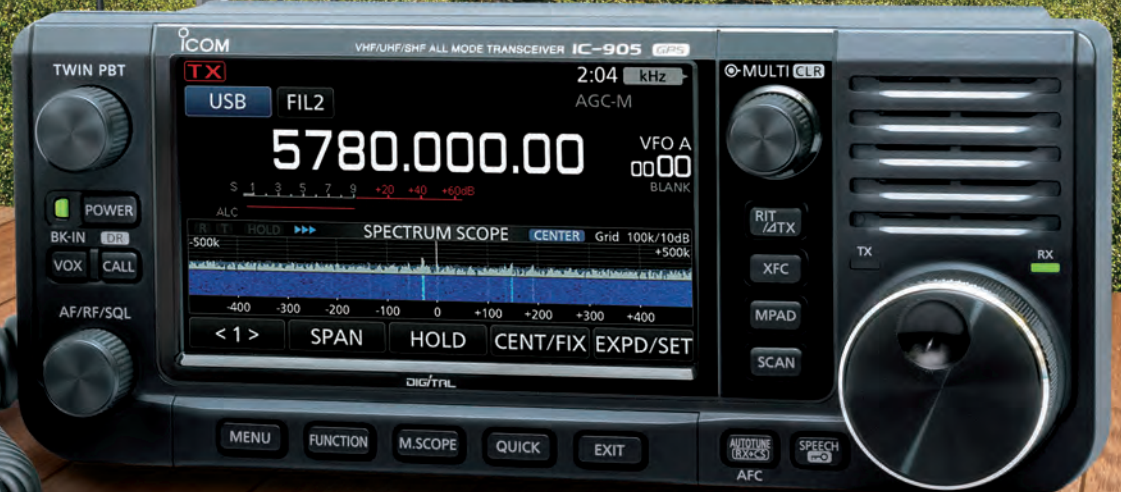 ICOM
VHF/UHF/SHF ALL MODE TRANSCEIVER IC-905 GPS
TWIN PBT
TX
2:04 kHz
USB FIL2
AGC-M
5780.000.00
VFO A
0000
BLANK
S 1 3 5 7 9 +20 +40 +60dB
ALC
R T HOLD SPECTRUM SCOPE CENTER Grid 100k/10dB
-500k +500k
-400 -300 -200 -100 0 +100 +200 +300 +400
< 1 > SPAN HOLD CENT/FIX EXPD/SET
DIGITAL
POWER
BK-IN DR
VOX CALL
AF/RF/SQL
MULTI CLR
RIT
/⊿TX
XFC
MPAD
SCAN
TX
RX
MENU FUNCTION M.SCOPE QUICK EXIT
AUTOTUNE
(RX+CS)
AFC
SPEECH